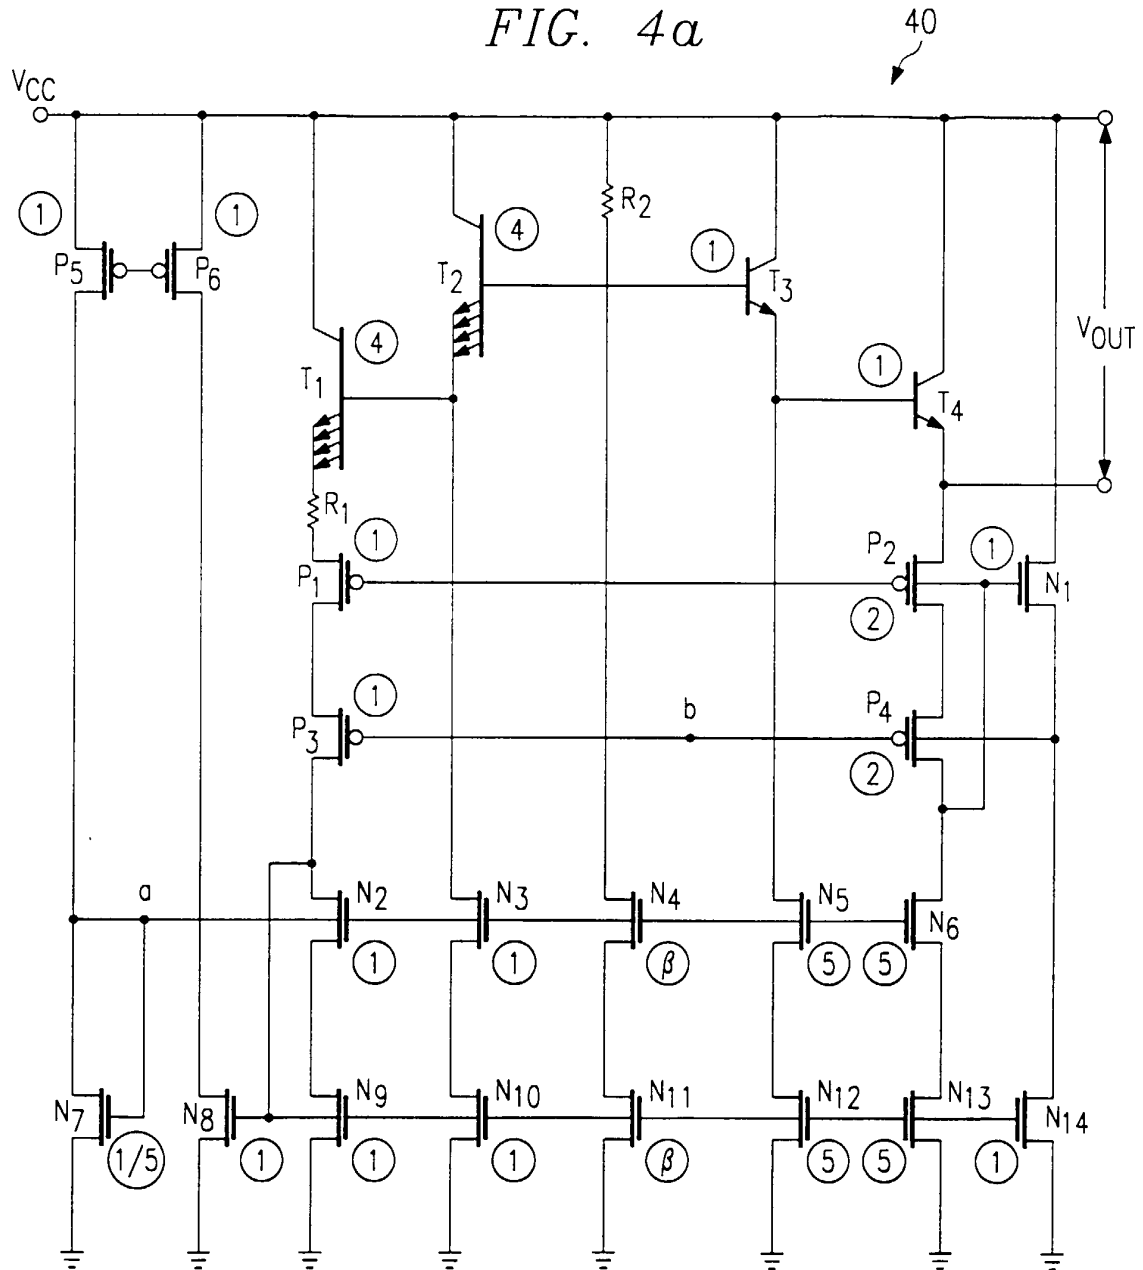 FIG. 4a
40
VCC
1 1
P5 P6
4
T2
R2
1
T3
VOUT
4
T1
1
T4
R1
1
P1
P2
1
N1
2
1
P3
b
P4
2
a
N2 N3 N4 N5 N6
1 1 β 5 5
N7 N8 N9 N10 N11 N12 N13 N14
1/5 1 1 1 β 5 5 1